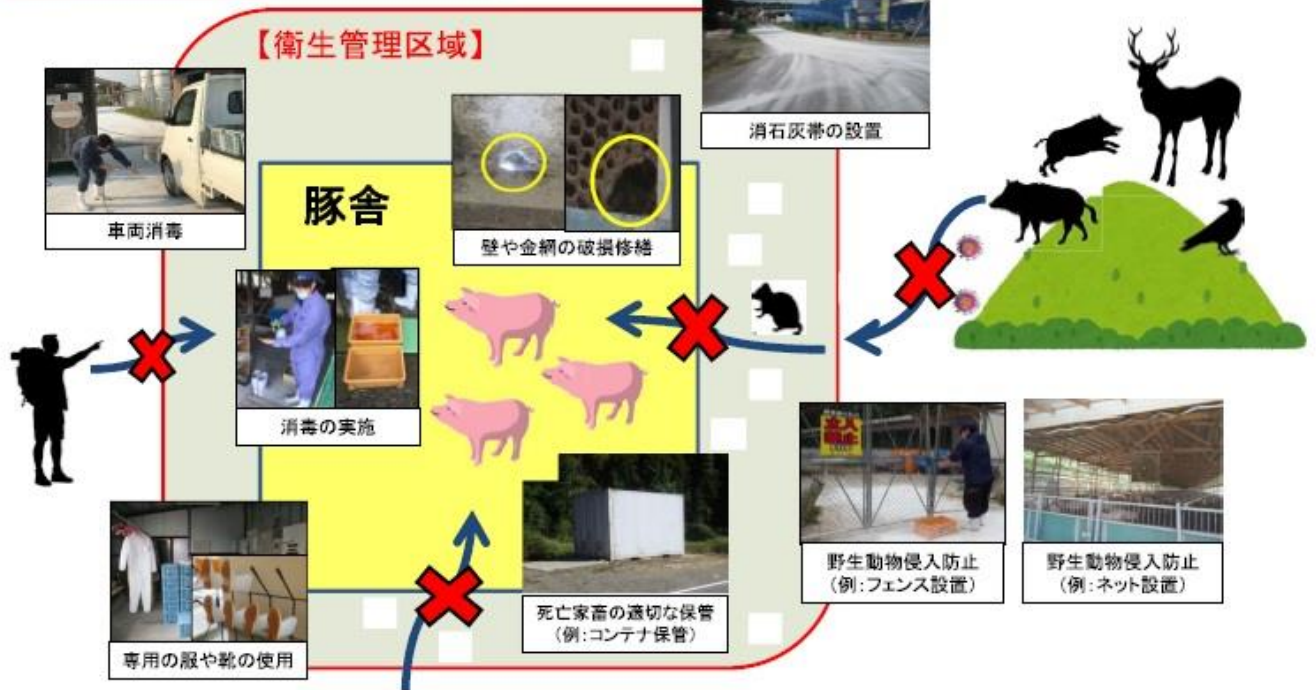 【衛生管理区域】
消石灰帯の設置
車両消毒
豚舎
壁や金網の破損修繕
消毒の実施
立入
禁止
野生動物侵入防止
(例:フェンス設置)
野生動物侵入防止
(例:ネット設置)
死亡家畜の適切な保管
(例:コンテナ保管)
専用の服や靴の使用